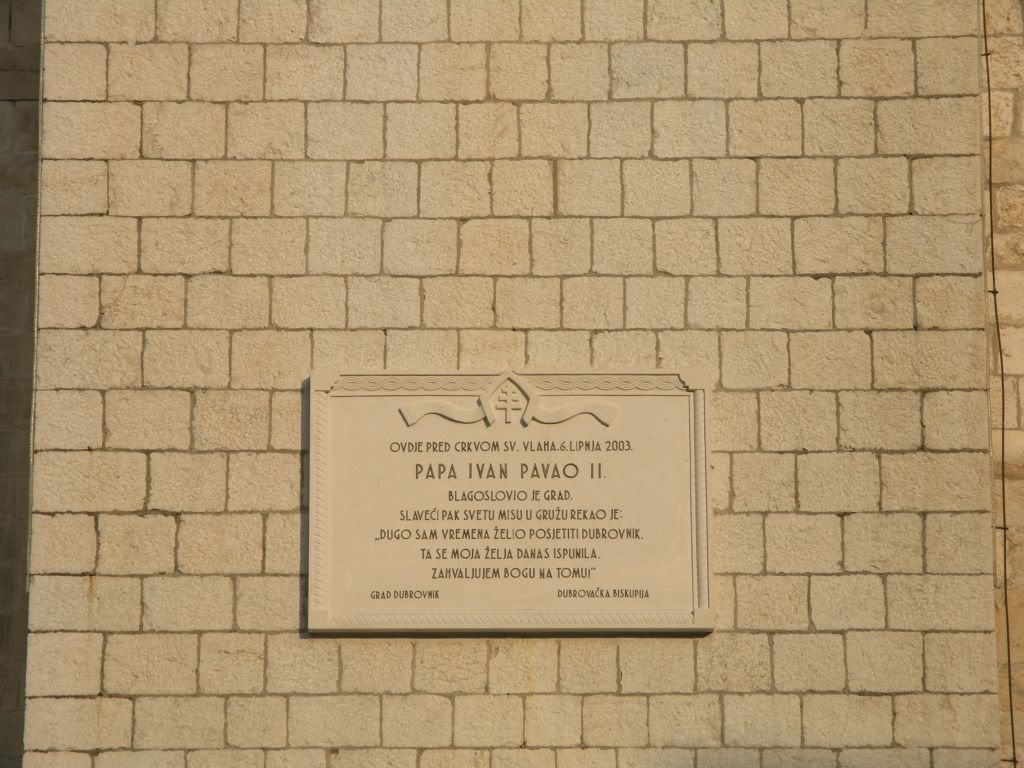 OVDJE PRED CRKVOM SV. VLAHA.6.LIPNJA 2003.
PAPA IVAN PAVAO II.
BLAGOSLOVIO JE GRAD.
SLAVEĆI PAK SVETU MISU U GRUŽU REKAO JE:
„DUGO SAM VREMENA ŽELIO POSJETITI DUBROVNIK.
TA SE MOJA ŽELJA DANAS ISPUNILA.
ZAHVALJUJEM BOGU NA TOMU!”
GRAD DUBROVNIK DUBROVAČKA BISKUPIJA